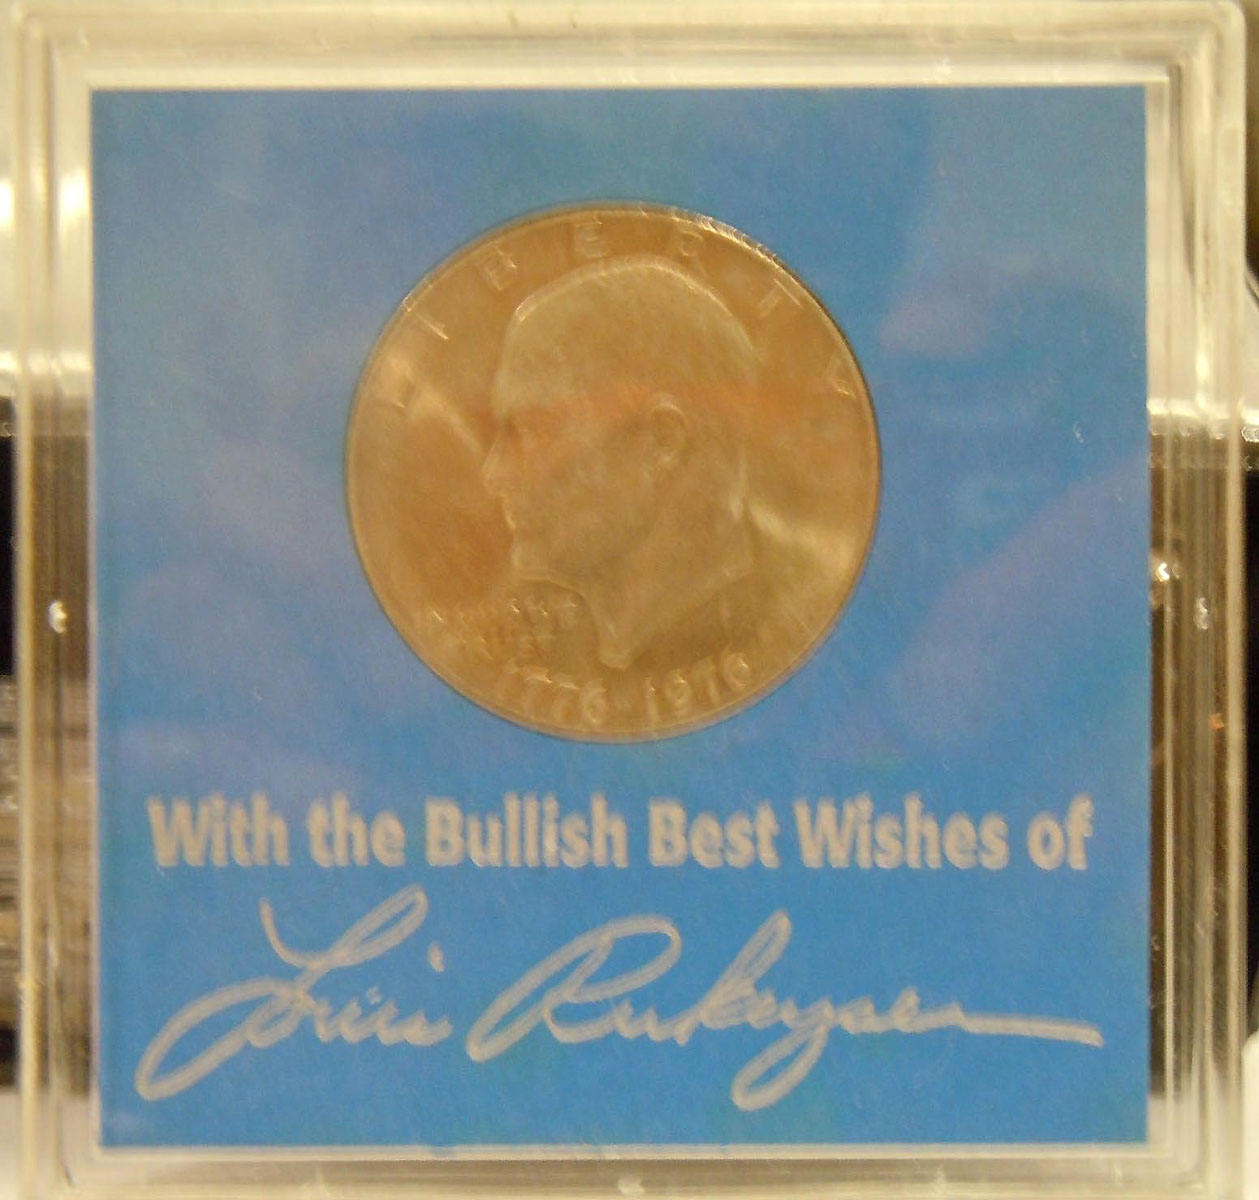 LIBERTY
IN GOD WE
TRUST
1776-1976
With the Bullish Best Wishes of
Louis Rukeyser